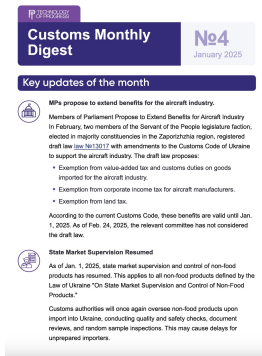 TECHNOLOGY
OF PROGRESS
Customs Monthly
Digest
№4
January 2025
Key updates of the month
MPs propose to extend benefits for the aircraft industry.
Members of Parliament Propose to Extend Benefits for Aircraft Industry
In February, two members of the Servant of the People legislature faction,
elected in majority constituencies in the Zaporizhzhia region, registered
draft law law №13017 with amendments to the Customs Code of Ukraine
to support the aircraft industry. The draft law proposes:
• Exemption from value-added tax and customs duties on goods
imported for the aircraft industry.
• Exemption from corporate income tax for aircraft manufacturers.
• Exemption from land tax.
According to the current Customs Code, these benefits are valid until Jan.
1, 2025. As of Feb. 24, 2025, the relevant committee has not considered
the draft law.
State Market Supervision Resumed
As of Jan. 1, 2025, state market supervision and control of non-food
products has resumed. This applies to all non-food products defined by the
Law of Ukraine "On State Market Supervision and Control of Non-Food
Products."
Customs authorities will once again oversee non-food products upon
import into Ukraine, conducting quality and safety checks, document
reviews, and random sample inspections. This may cause delays for
unprepared importers.